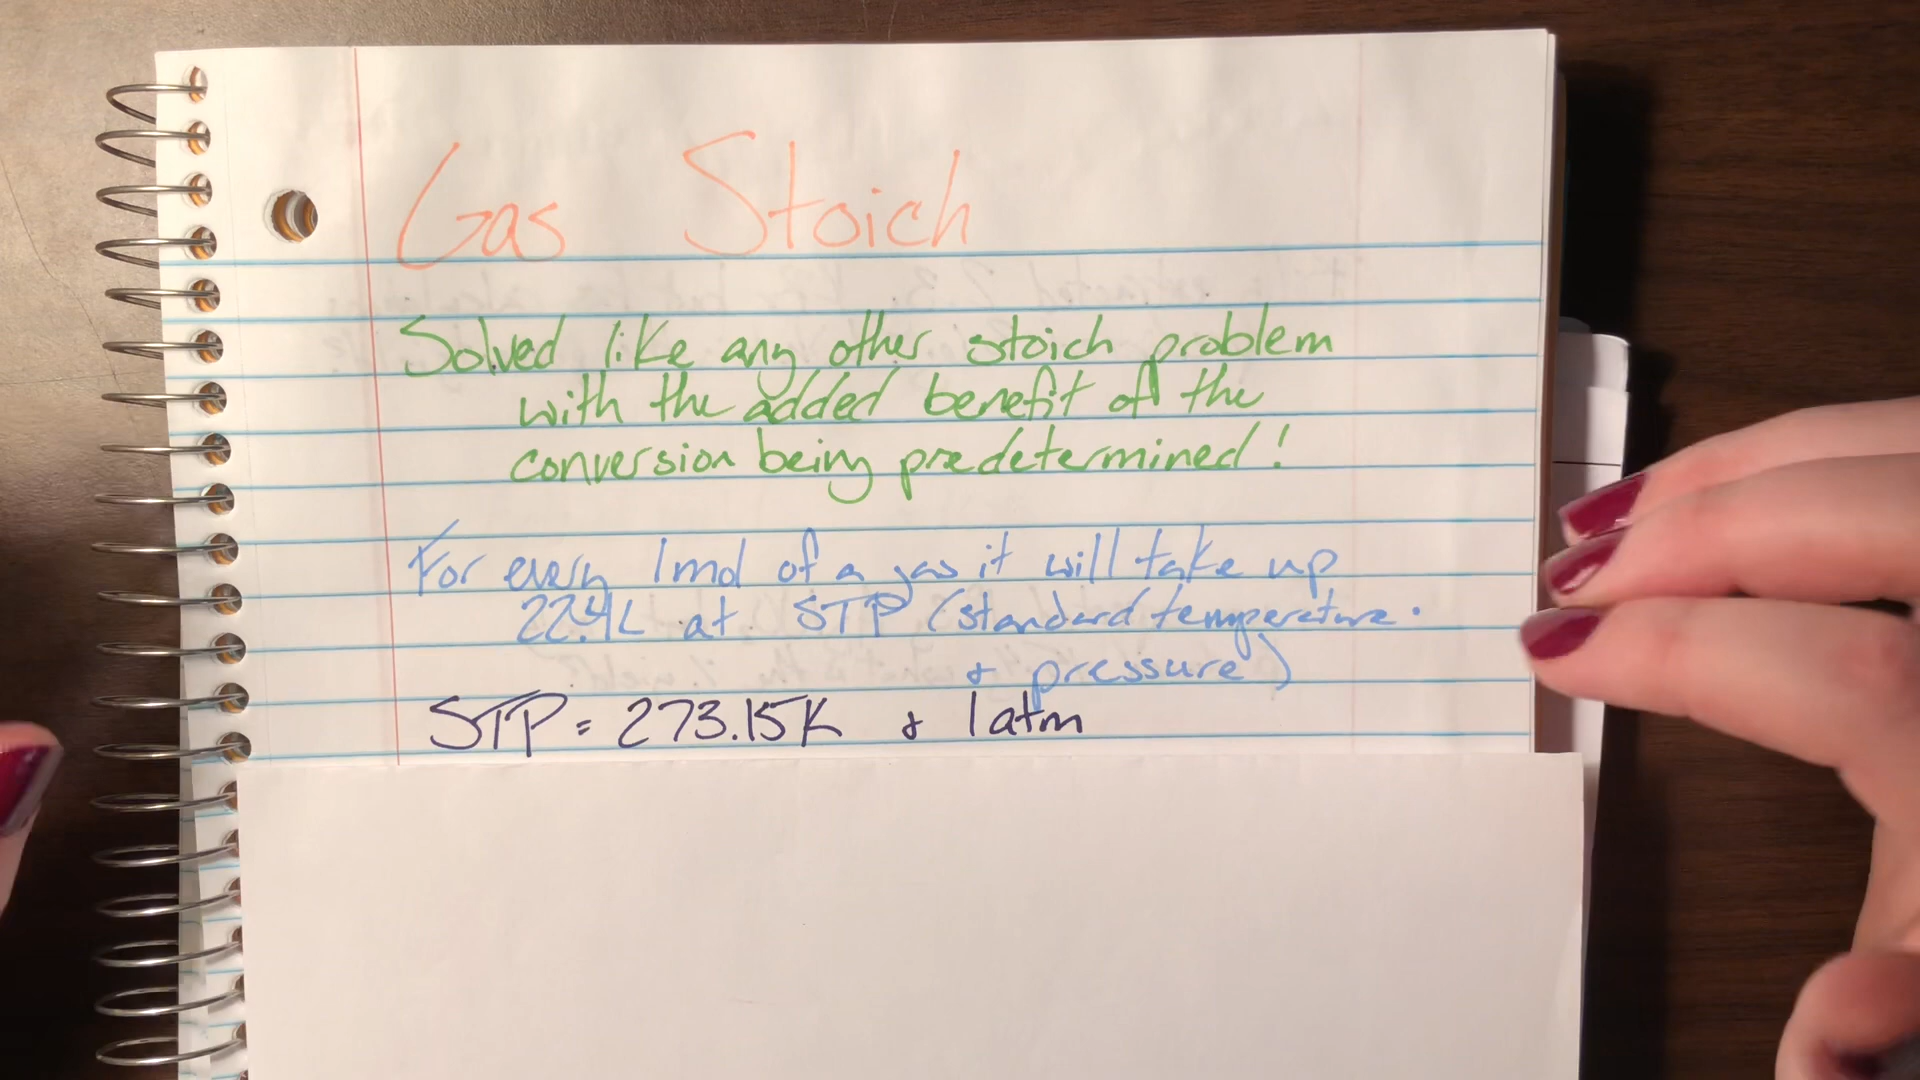 Gas Stoich
Solved like any other stoich problem
with the added benefit of the
conversion being predetermined!
For every 1mol of a gas it will take up
22.4L at STP (standard temperature
& pressure)
STP = 273.15K & 1atm